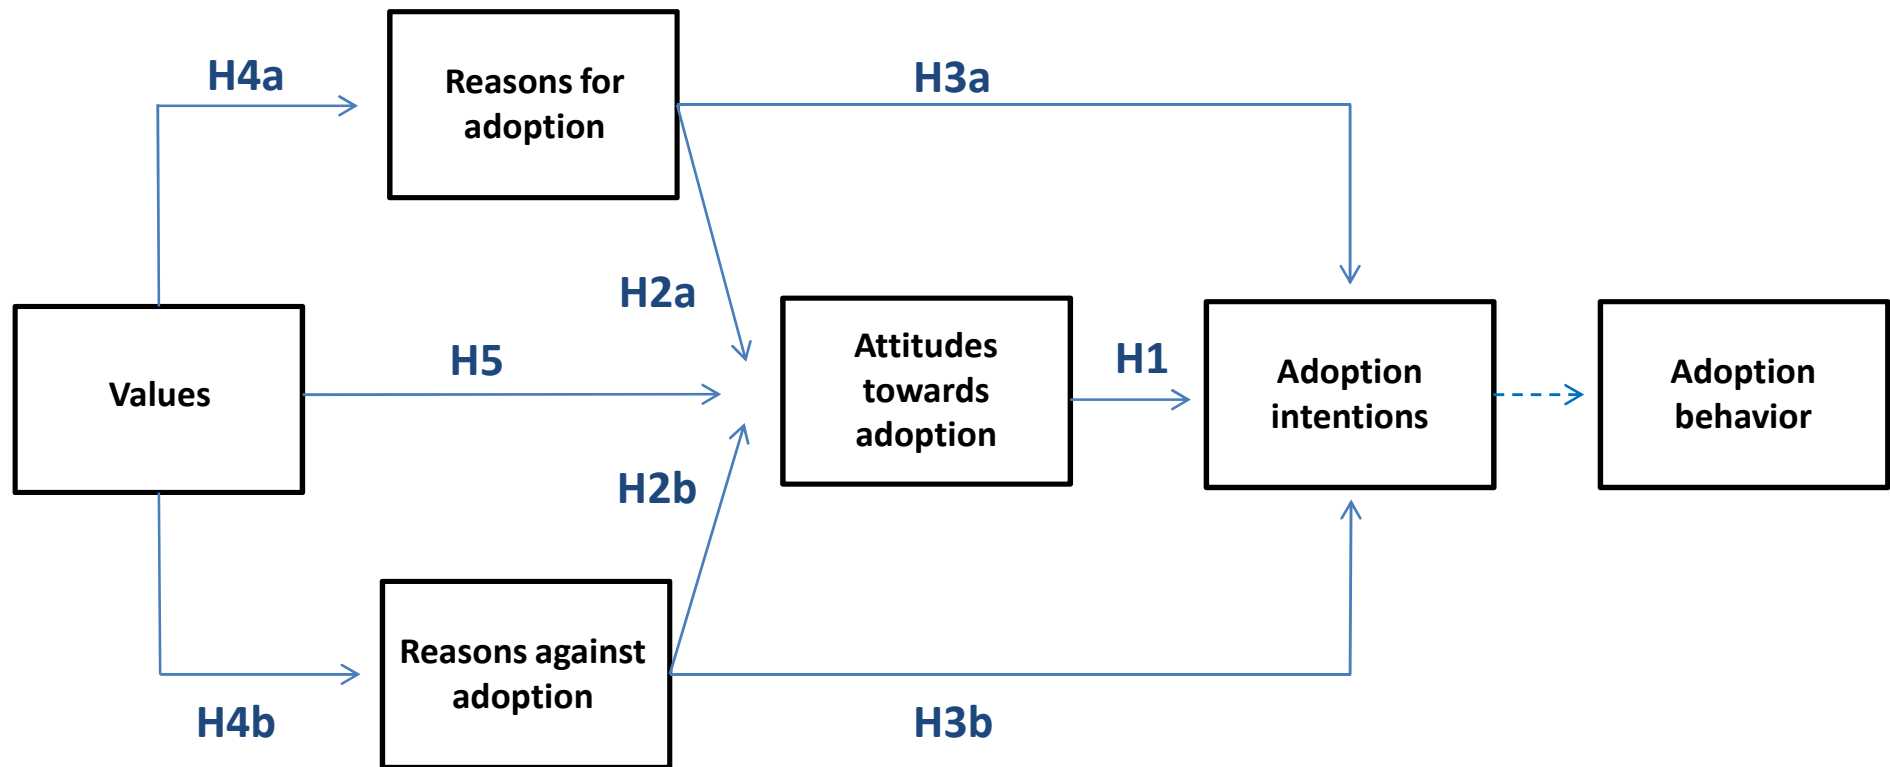 H4a
Reasons for
adoption
H3a
H2a
Values
H5
Attitudes
towards
adoption
H1
Adoption
intentions
Adoption
behavior
H2b
Reasons against
adoption
H4b
H3b